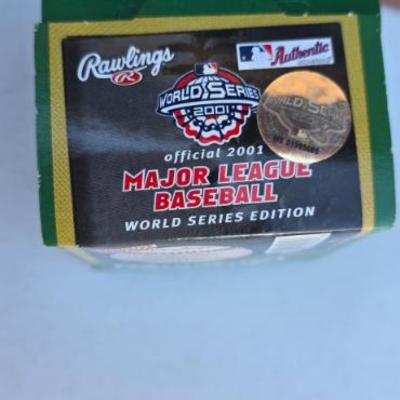 Rawlings
R
Authentic
WORLD SERIES
2001
WORLD SERIES
official 2001
MAJOR LEAGUE
BASEBALL
WORLD SERIES EDITION